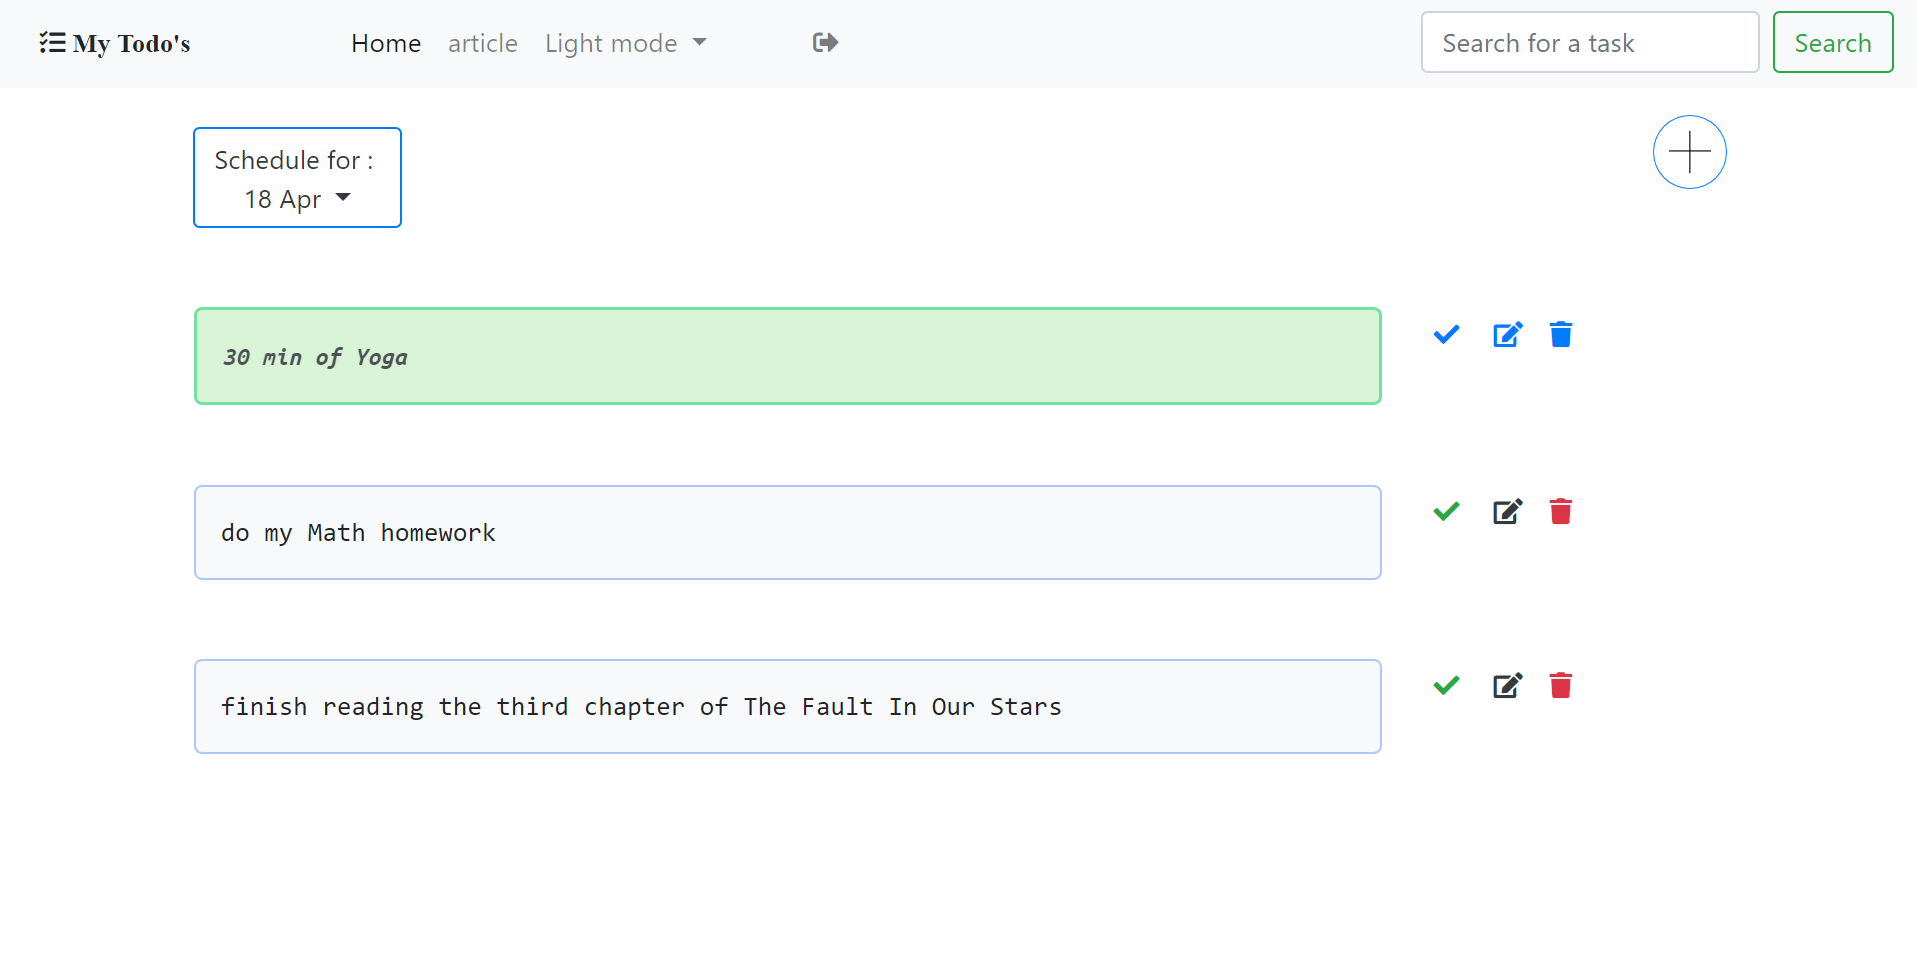 My Todo's
Home article Light mode
Search for a task
Search
Schedule for :
18 Apr
30 min of Yoga
do my Math homework
finish reading the third chapter of The Fault In Our Stars